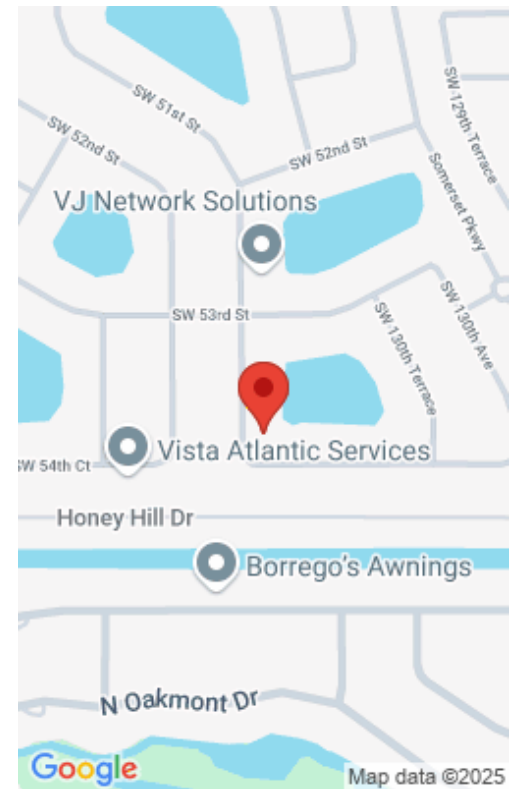 SW 51st St
SW 52nd St
SW 52nd St
SW 129th Terrace
Somerset Pkwy
VJ Network Solutions
SW 53rd St
SW 130th Ave
SW 130th Terrace
Vista Atlantic Services
SW 54th Ct
Honey Hill Dr
Borrego's Awnings
N Oakmont Dr
Google
Map data ©2025